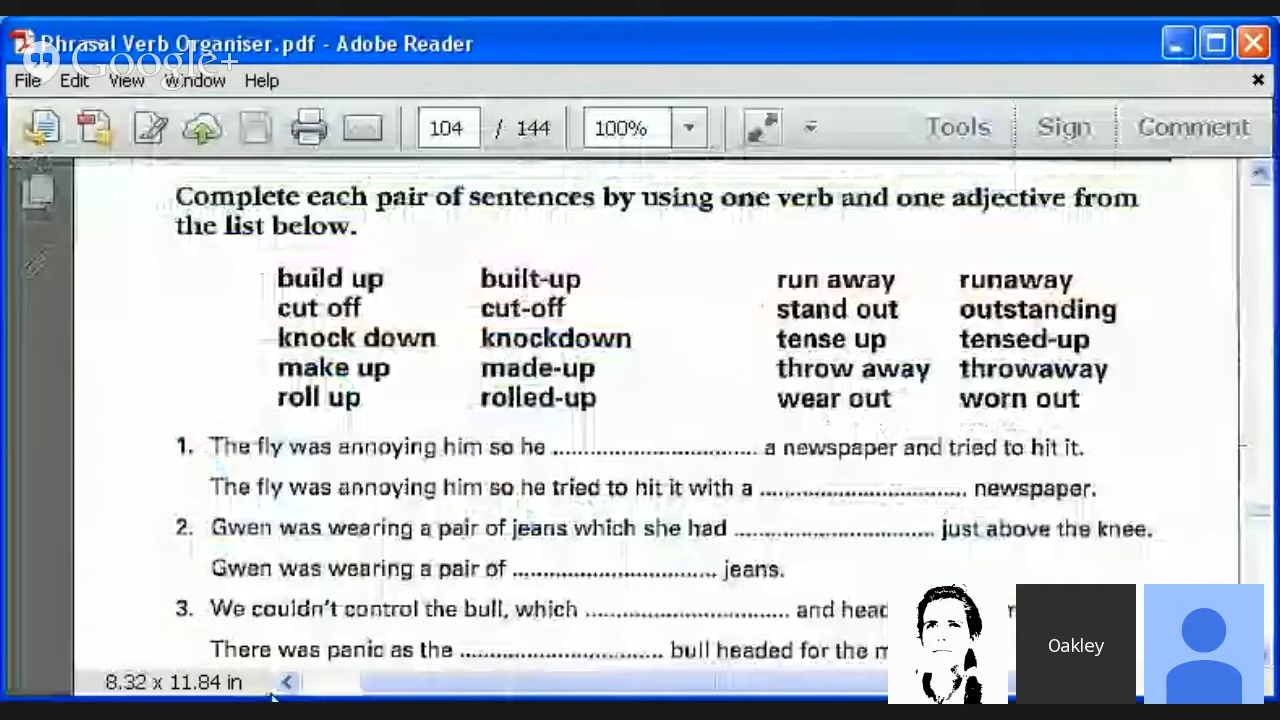 Phrasal Verb Organiser.pdf - Adobe Reader
Google+
File Edit View Window Help
104 / 144 100% Tools Sign Comment
Complete each pair of sentences by using one verb and one adjective from
the list below.
build up built-up run away runaway
cut off cut-off stand out outstanding
knock down knockdown tense up tensed-up
make up made-up throw away throwaway
roll up rolled-up wear out worn out
1. The fly was annoying him so he .................................. a newspaper and tried to hit it.
The fly was annoying him so he tried to hit it with a .................................. newspaper.
2. Gwen was wearing a pair of jeans which she had .................................. just above the knee.
Gwen was wearing a pair of .................................. jeans.
3. We couldn't control the bull, which .................................. and head
There was panic as the .................................. bull headed for the
Oakley
8.32 x 11.84 in